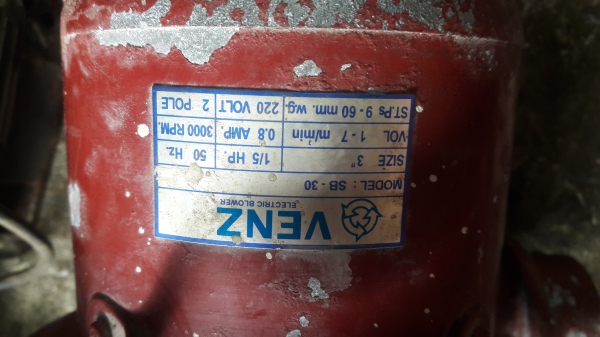 VENZ
ELECTRIC BLOWER
MODEL : SB - 30
SIZE 3" 1/5 HP. 50 Hz.
VOL. 1 - 7 m³/min 0.8 AMP. 3000 RPM.
ST.Ps 9 - 60 mm. wg. 220 VOLT 2 POLE